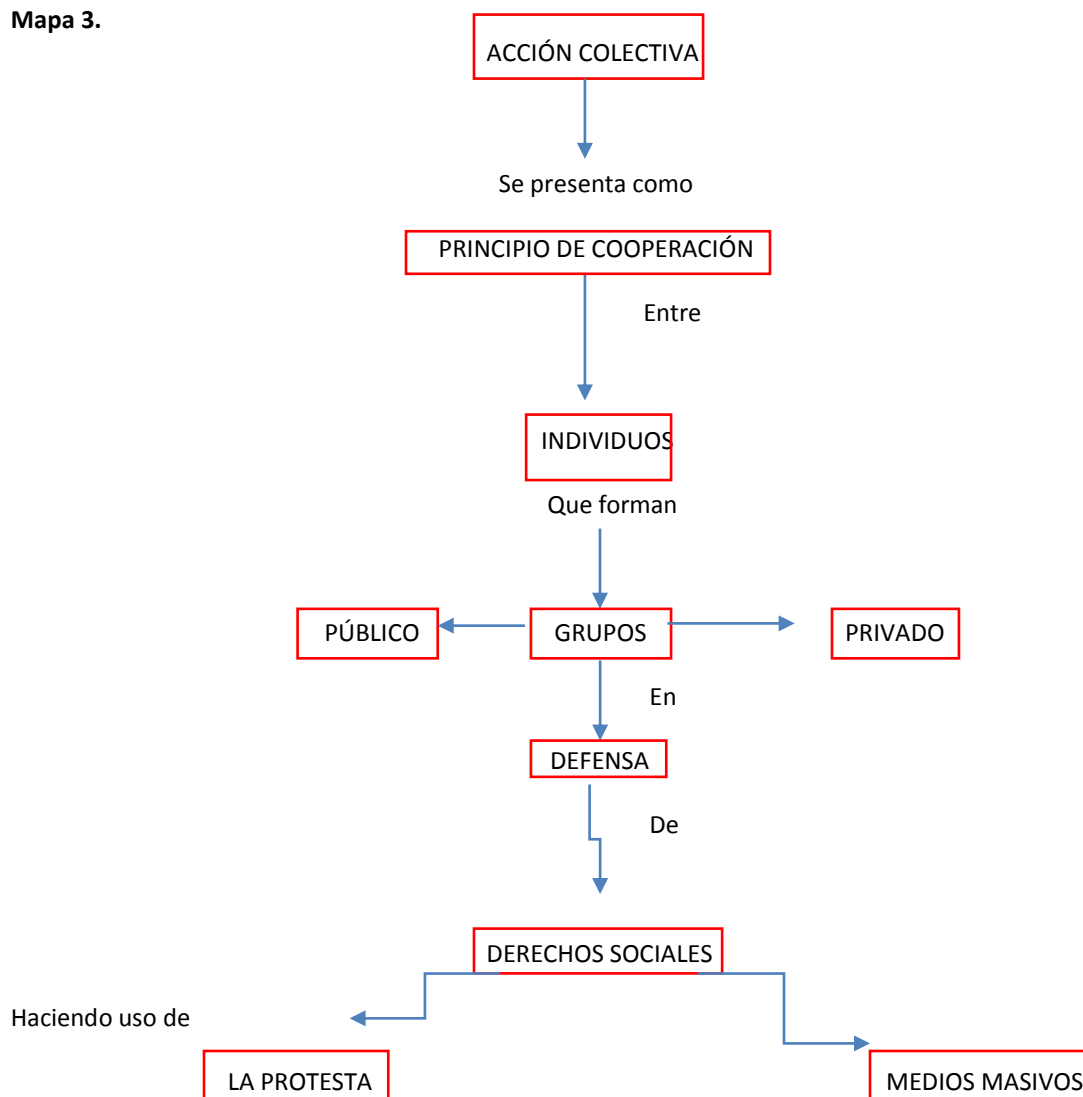 Mapa 3.
ACCIÓN COLECTIVA
Se presenta como
PRINCIPIO DE COOPERACIÓN
Entre
INDIVIDUOS
Que forman
PÚBLICO
GRUPOS
PRIVADO
En
DEFENSA
De
DERECHOS SOCIALES
Haciendo uso de
LA PROTESTA
MEDIOS MASIVOS